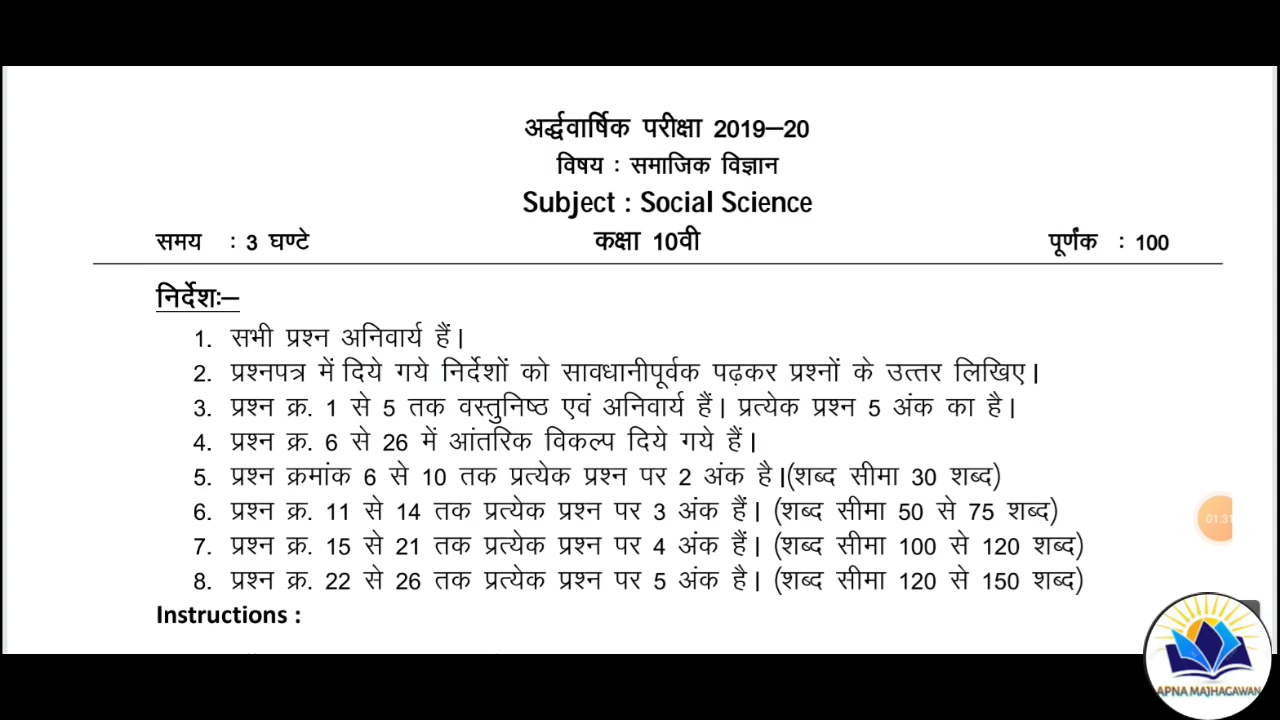 अर्द्धवार्षिक परीक्षा 2019–20
विषय : समाजिक विज्ञान
Subject : Social Science
समय : 3 घण्टे कक्षा 10वी पूर्णंक : 100
निर्देशः–
1. सभी प्रश्न अनिवार्य हैं।
2. प्रश्नपत्र में दिये गये निर्देशों को सावधानीपूर्वक पढ़कर प्रश्नों के उत्तर लिखिए।
3. प्रश्न क्र. 1 से 5 तक वस्तुनिष्ठ एवं अनिवार्य हैं। प्रत्येक प्रश्न 5 अंक का है।
4. प्रश्न क्र. 6 से 26 में आंतरिक विकल्प दिये गये हैं।
5. प्रश्न क्रमांक 6 से 10 तक प्रत्येक प्रश्न पर 2 अंक है।(शब्द सीमा 30 शब्द)
6. प्रश्न क्र. 11 से 14 तक प्रत्येक प्रश्न पर 3 अंक हैं। (शब्द सीमा 50 से 75 शब्द)
7. प्रश्न क्र. 15 से 21 तक प्रत्येक प्रश्न पर 4 अंक हैं। (शब्द सीमा 100 से 120 शब्द)
8. प्रश्न क्र. 22 से 26 तक प्रत्येक प्रश्न पर 5 अंक है। (शब्द सीमा 120 से 150 शब्द)
Instructions :
01:31
APNA MAJHAGAWAN